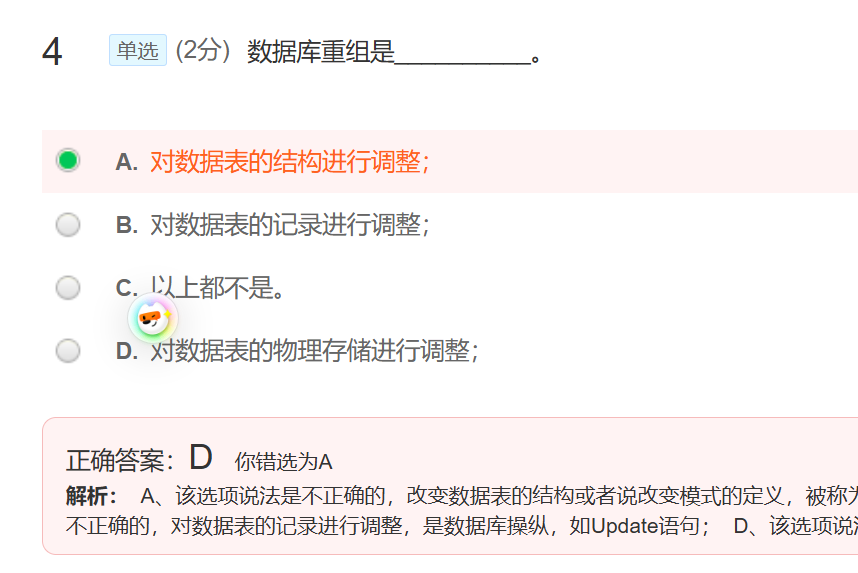 4 单选 (2分) 数据库重组是__________。
A. 对数据表的结构进行调整；
B. 对数据表的记录进行调整；
C. 以上都不是。
D. 对数据表的物理存储进行调整；
正确答案：D 你错选为A
解析： A、该选项说法是不正确的，改变数据表的结构或者说改变模式的定义，被称
不正确的，对数据表的记录进行调整，是数据库操纵，如Update语句； D、该选项说